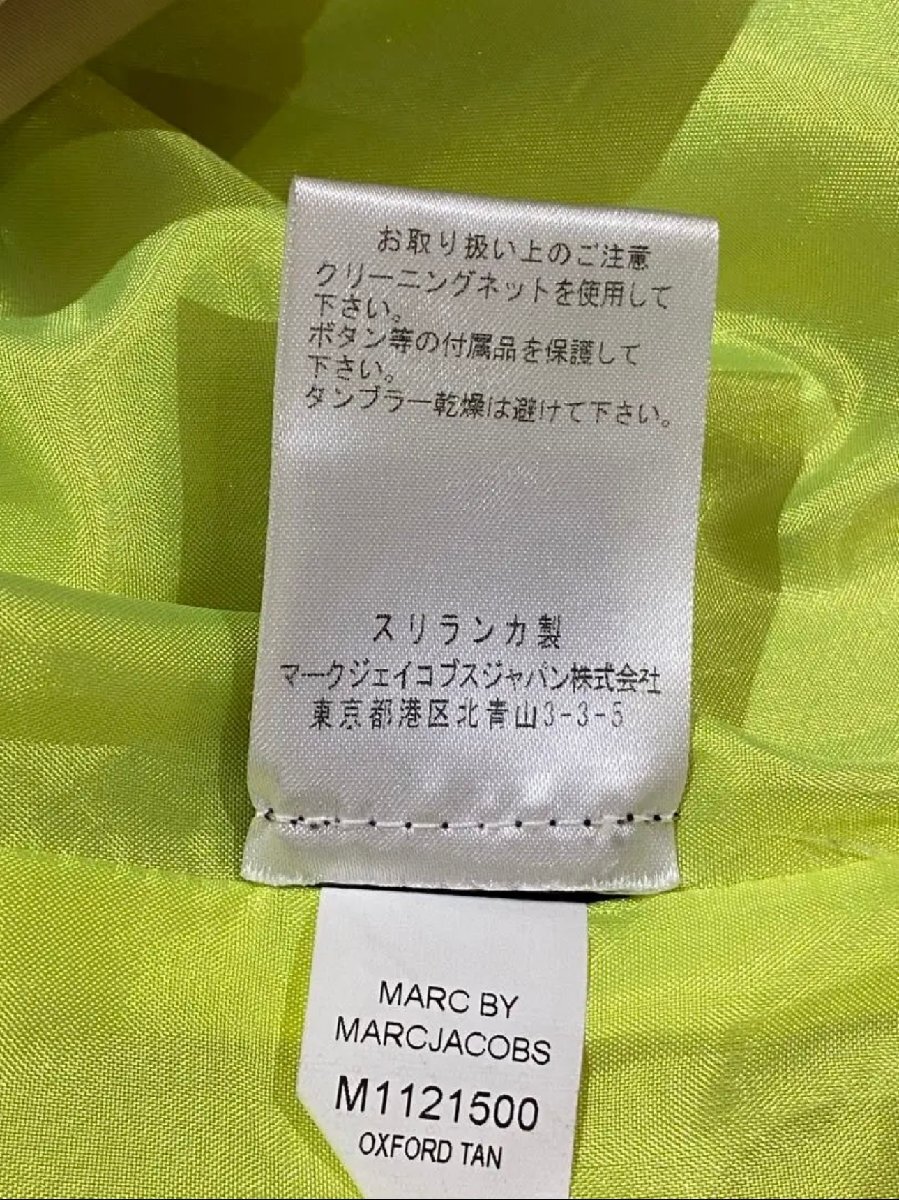 お取り扱い上のご注意
クリーニングネットを使用して
下さい。
ボタン等の付属品を保護して
下さい。
タンブラー乾燥は避けて下さい。
スリランカ製
マークジェイコブスジャパン株式会社
東京都港区北青山3-3-5
MARC BY
MARCJACOBS
M1121500
OXFORD TAN